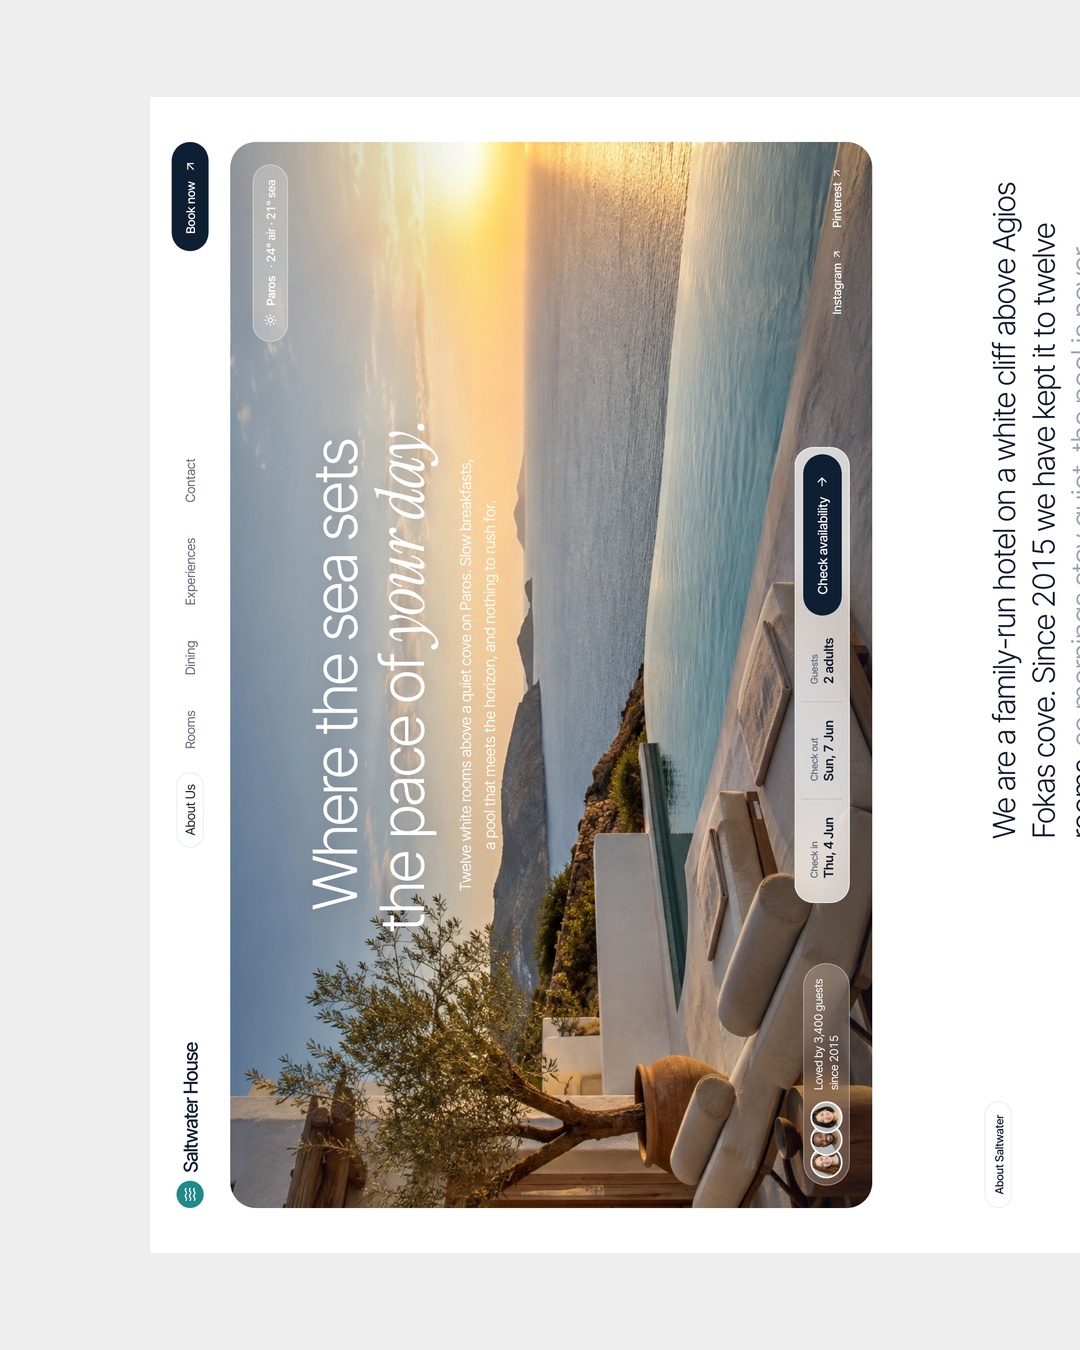 Saltwater House
About Us
Rooms
Dining
Experiences
Contact
Book now
Paros · 24° air · 21° sea
Where the sea sets
the pace of your day.
Twelve white rooms above a quiet cove on Paros. Slow breakfasts,
a pool that meets the horizon, and nothing to rush for.
Loved by 3,400 guests
since 2015
Check in
Thu, 4 Jun
Check out
Sun, 7 Jun
Guests
2 adults
Check availability
Instagram
Pinterest
About Saltwater
We are a family-run hotel on a white cliff above Agios
Fokas cove. Since 2015 we have kept it to twelve